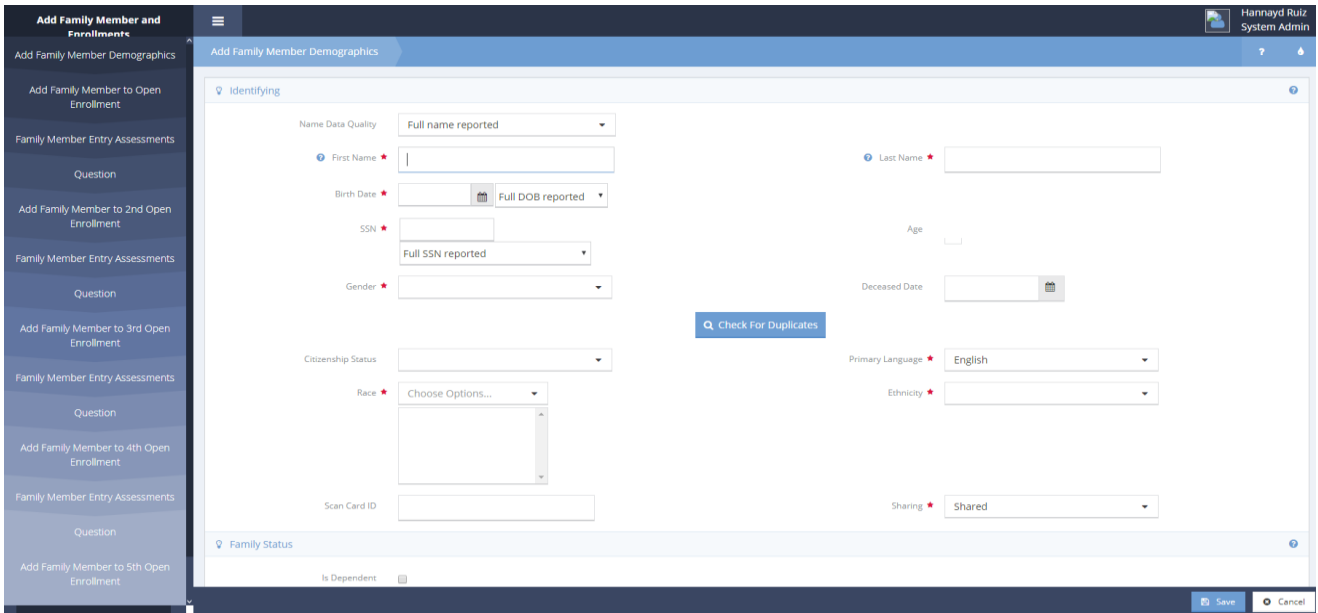 Add Family Member and
Enrollments
Hannayd Ruiz
System Admin
Add Family Member Demographics
Add Family Member to Open
Enrollment
Family Member Entry Assessments
Question
Add Family Member to 2nd Open
Enrollment
Family Member Entry Assessments
Question
Add Family Member to 3rd Open
Enrollment
Family Member Entry Assessments
Question
Add Family Member to 4th Open
Enrollment
Family Member Entry Assessments
Question
Add Family Member to 5th Open
Enrollment
Add Family Member Demographics
?
Identifying
?
Name Data Quality Full name reported
? First Name * ? Last Name *
Birth Date * Full DOB reported
SSN * Age
Full SSN reported
Gender * Deceased Date
Check For Duplicates
Citizenship Status Primary Language * English
Race * Choose Options... Ethnicity *
Scan Card ID Sharing * Shared
Family Status
?
Is Dependent
Save Cancel